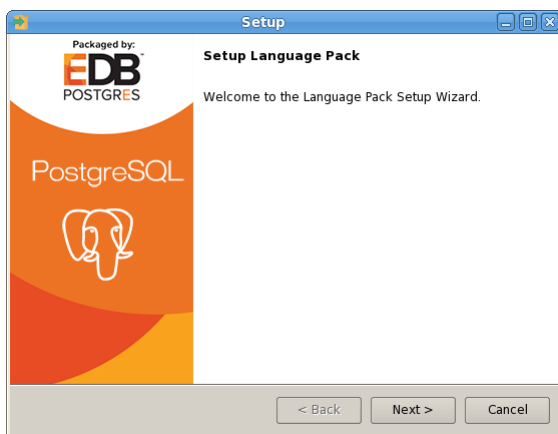 Setup
Packaged by:
EDB
POSTGRES
PostgreSQL
Setup Language Pack
Welcome to the Language Pack Setup Wizard.
< Back
Next >
Cancel